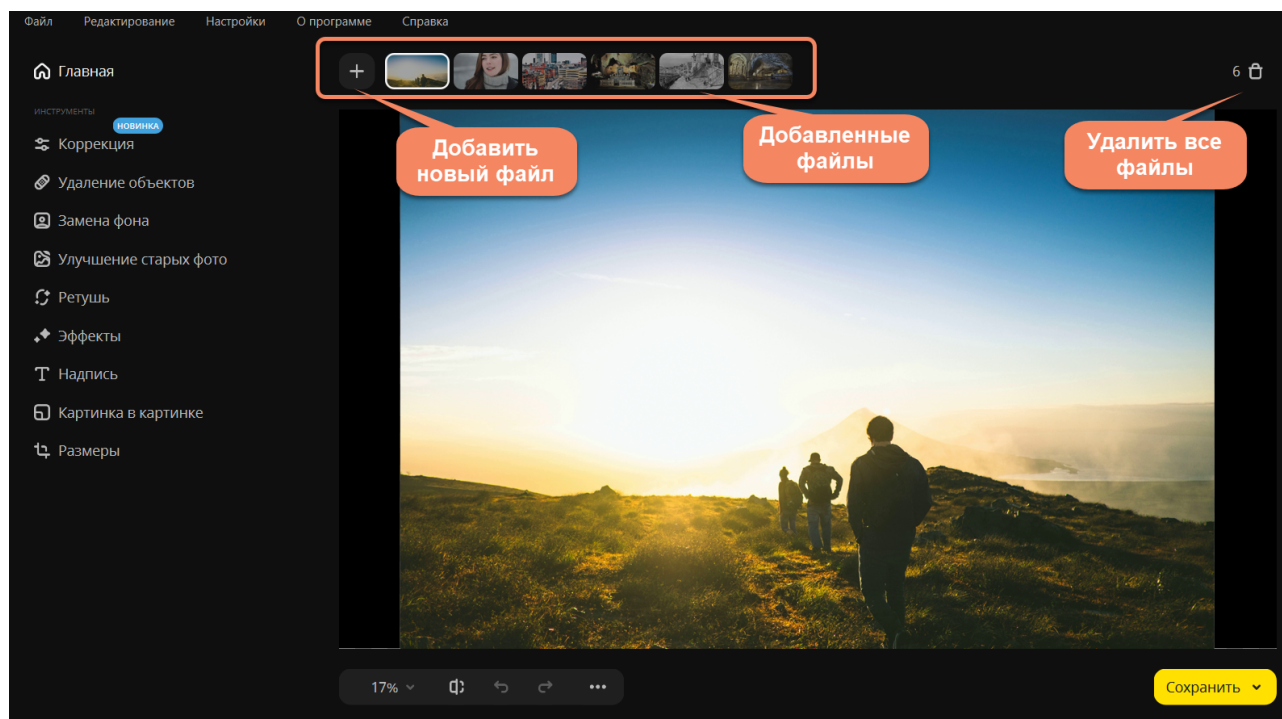 Файл Редактирование Настройки О программе Справка
Главная
6
ИНСТРУМЕНТЫ
НОВИНКА
Коррекция
Удаление объектов
Замена фона
Улучшение старых фото
Ретушь
Эффекты
Надпись
Картинка в картинке
Размеры
Добавить
новый файл
Добавленные
файлы
Удалить все
файлы
17%
Сохранить